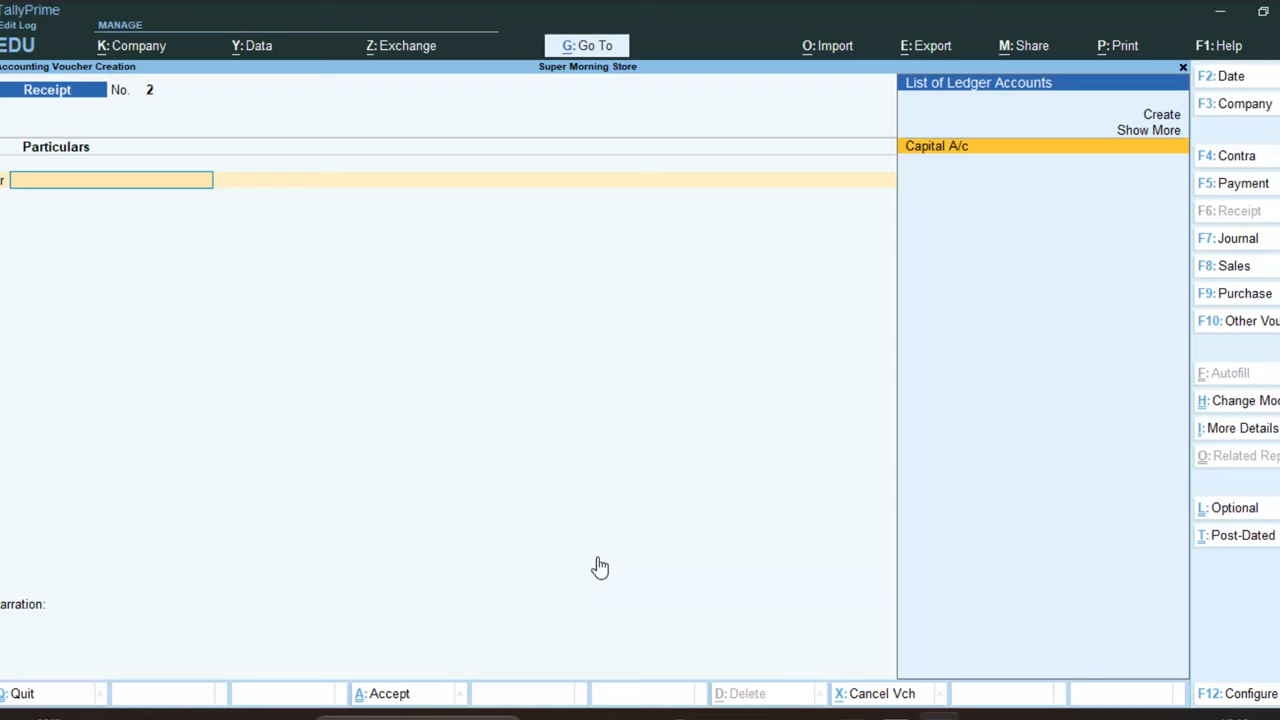 TallyPrime
Edit Log
EDU
MANAGE
K: Company
Y: Data
Z: Exchange
G: Go To
O: Import
E: Export
M: Share
P: Print
F1: Help
ccounting Voucher Creation
Super Morning Store
Receipt No. 2
Particulars
r
List of Ledger Accounts
Create
Show More
Capital A/c
F2: Date
F3: Company
F4: Contra
F5: Payment
F6: Receipt
F7: Journal
F8: Sales
F9: Purchase
F10: Other Vou
F: Autofill
H: Change Mod
I: More Details
O: Related Rep
L: Optional
T: Post-Dated
arration:
Q: Quit
A: Accept
D: Delete
X: Cancel Vch
F12: Configure